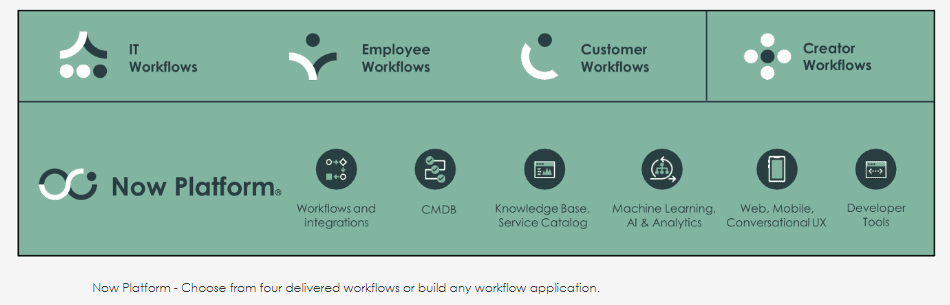 IT
Workflows
Employee
Workflows
Customer
Workflows
Creator
Workflows
Now Platform®
Workflows and
integrations
CMDB
Knowledge Base,
Service Catalog
Machine Learning,
AI & Analytics
Web, Mobile,
Conversational UX
Developer
Tools
Now Platform - Choose from four delivered workflows or build any workflow application.